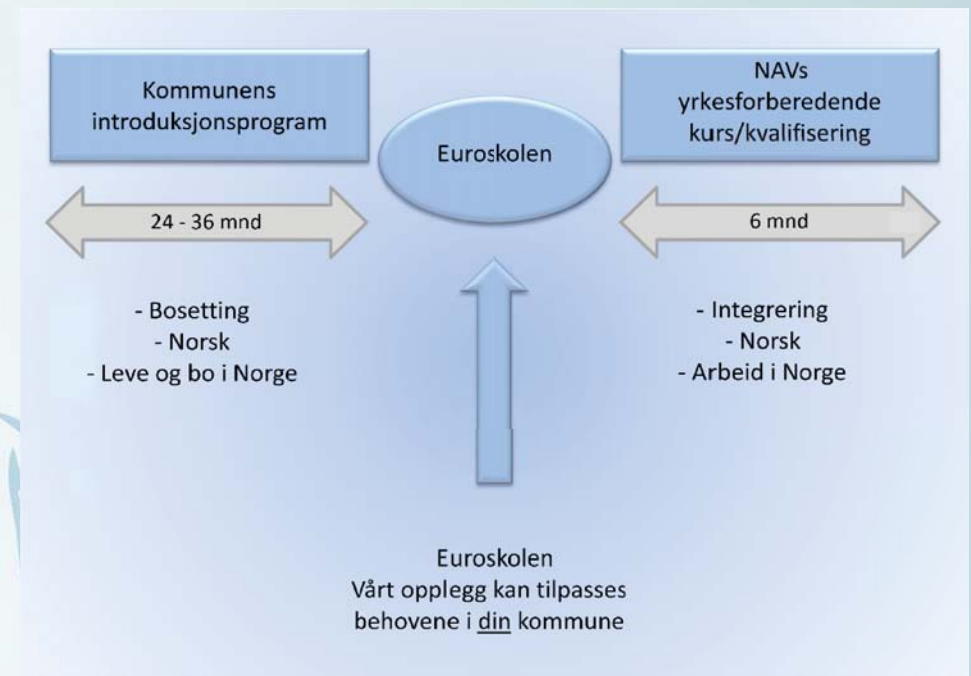 Kommunens
introduksjonsprogram
Euroskolen
NAVs
yrkesforberedende
kurs/kvalifisering
24 - 36 mnd
6 mnd
- Bosetting
- Norsk
- Leve og bo i Norge
- Integrering
- Norsk
- Arbeid i Norge
Euroskolen
Vårt opplegg kan tilpasses
behovene i din kommune